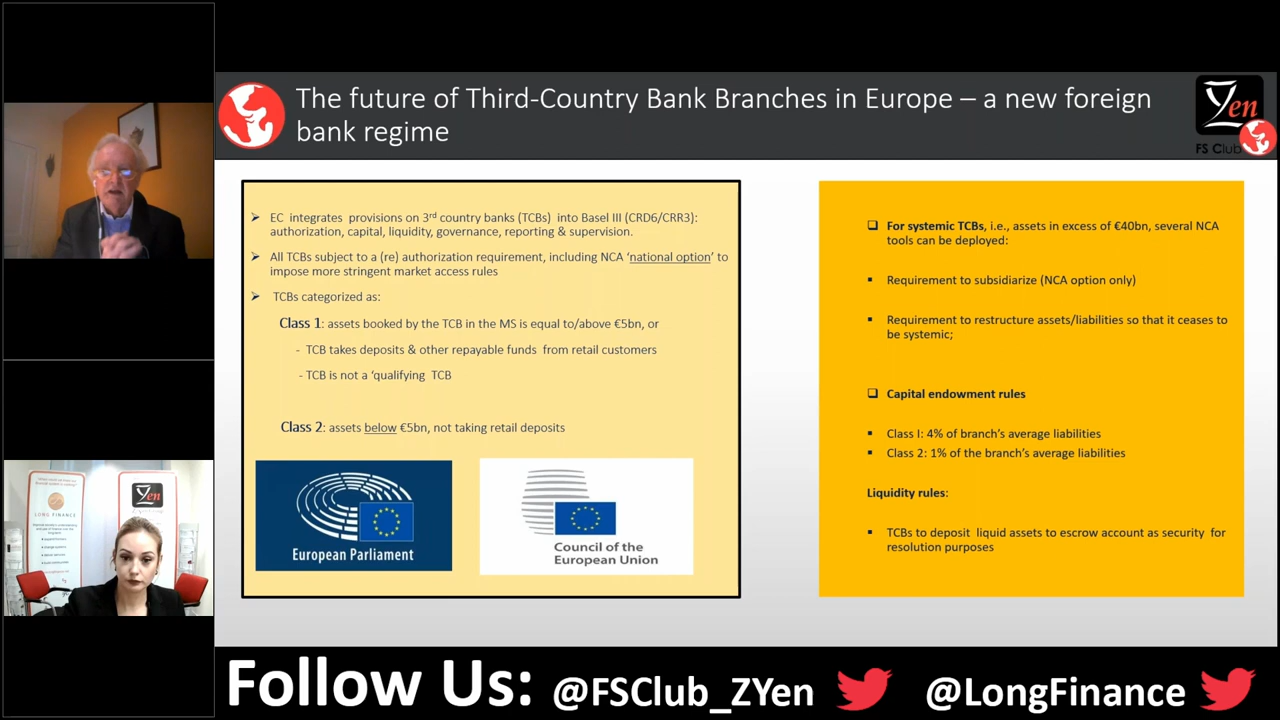 The future of Third-Country Bank Branches in Europe – a new foreign
bank regime
Zen
FS Club
➢ EC integrates provisions on 3rd country banks (TCBs) into Basel III (CRD6/CRR3):
authorization, capital, liquidity, governance, reporting & supervision.
➢ All TCBs subject to a (re) authorization requirement, including NCA ‘national option’ to
impose more stringent market access rules
➢ TCBs categorized as:
Class 1: assets booked by the TCB in the MS is equal to/above €5bn, or
- TCB takes deposits & other repayable funds from retail customers
- TCB is not a ‘qualifying TCB
Class 2: assets below €5bn, not taking retail deposits
European Parliament
Council of the
European Union
❑ For systemic TCBs, i.e., assets in excess of €40bn, several NCA
tools can be deployed:
▪ Requirement to subsidiarize (NCA option only)
▪ Requirement to restructure assets/liabilities so that it ceases to
be systemic;
❑ Capital endowment rules
▪ Class I: 4% of branch’s average liabilities
▪ Class 2: 1% of the branch’s average liabilities
Liquidity rules:
▪ TCBs to deposit liquid assets to escrow account as security for
resolution purposes
LONG FINANCE
Zen
Follow Us: @FSClub_ZYen @LongFinance